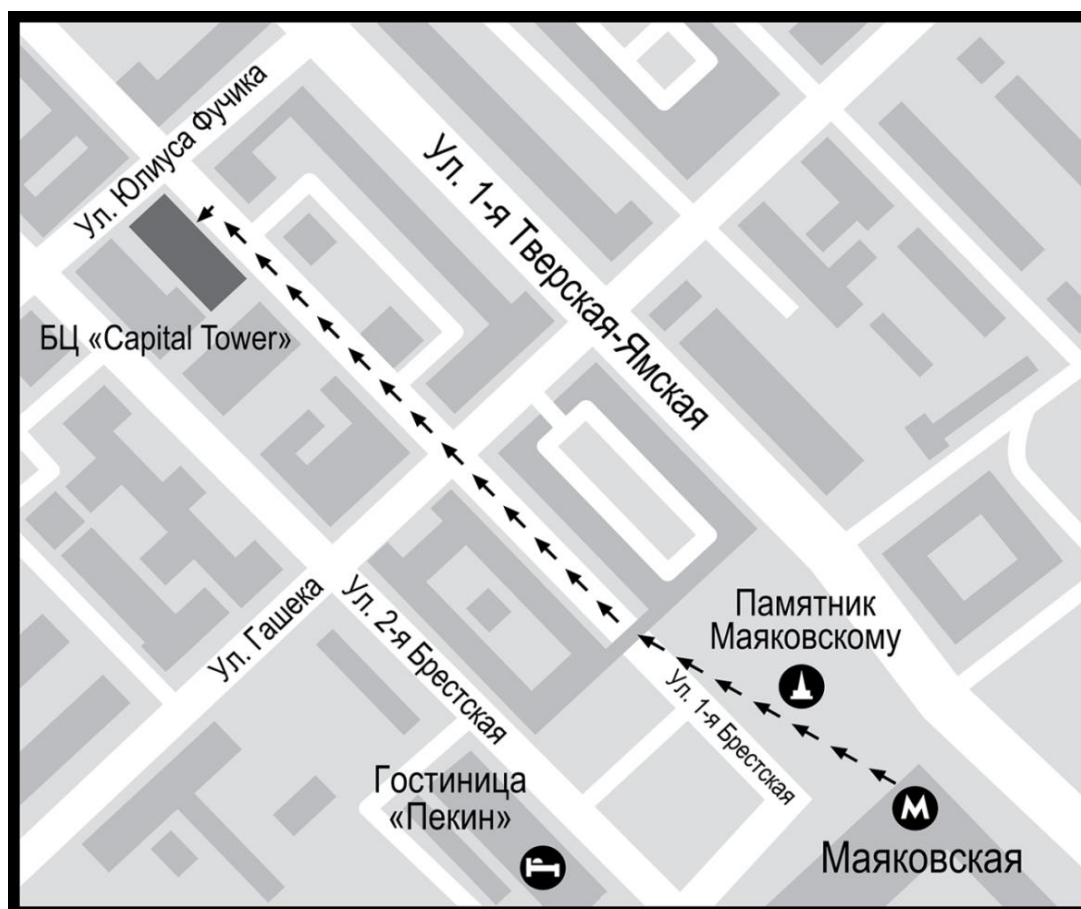 Ул. Юлиуса Фучика
Ул. 1-я Тверская-Ямская
БЦ «Capital Tower»
Ул. Гашека
Ул. 2-я Брестская
Памятник
Маяковскому
Ул. 1-я Брестская
Гостиница
«Пекин»
М
Маяковская